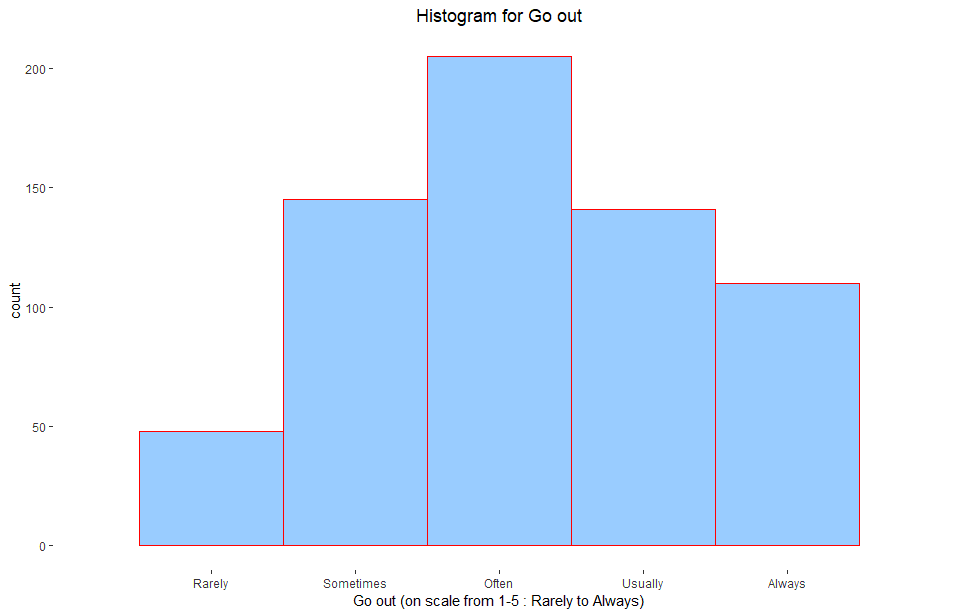 Histogram for Go out
200
150
100
50
0
count
Rarely Sometimes Often Usually Always
Go out (on scale from 1-5 : Rarely to Always)